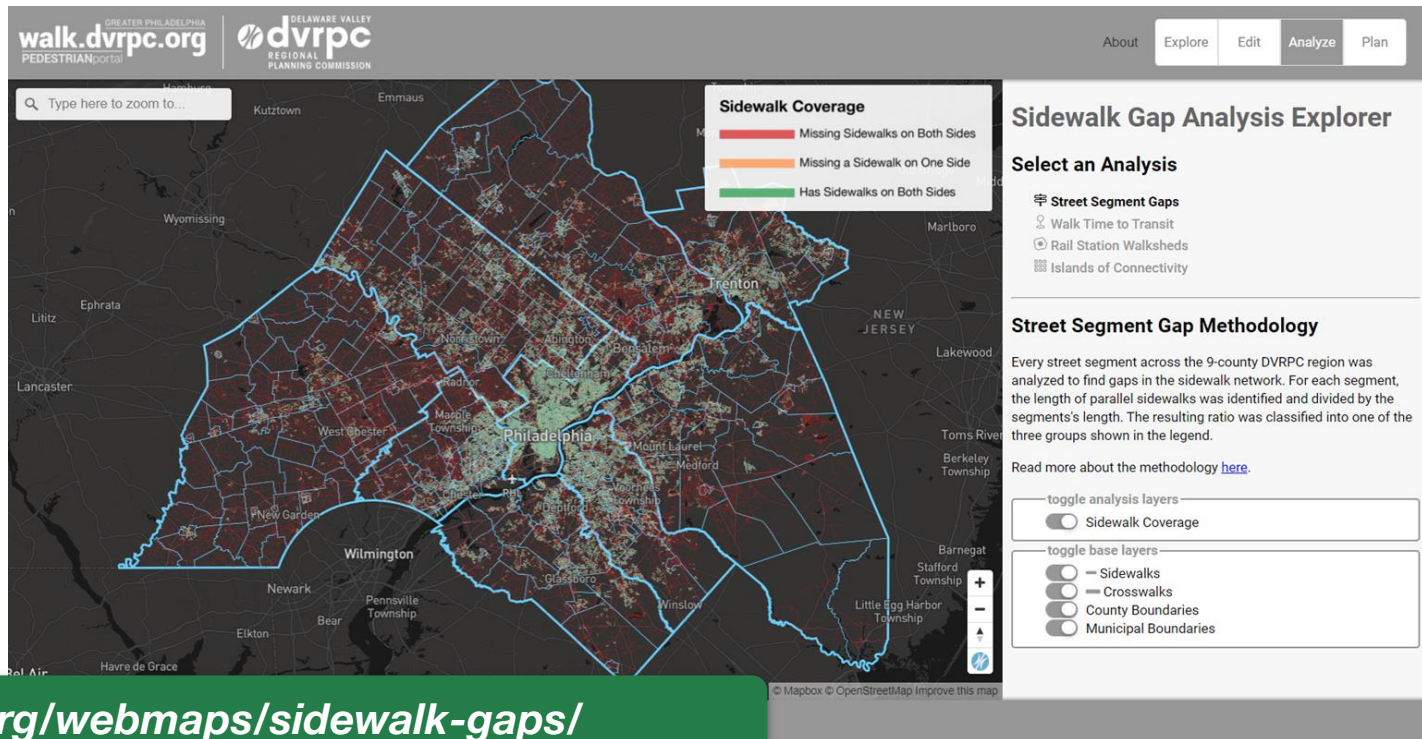 GREATER PHILADELPHIA
walk.dvrpc.org
PEDESTRIANportal
DELAWARE VALLEY
dvrpc
REGIONAL
PLANNING COMMISSION
About
Explore
Edit
Analyze
Plan
Type here to zoom to...
Hamburg
Kutztown
Emmaus
Sidewalk Coverage
Missing Sidewalks on Both Sides
Missing a Sidewalk on One Side
Has Sidewalks on Both Sides
Wyomissing
Marlboro
Trenton
Ephrata
Lititz
NEW
JERSEY
Norristown
Abington
Bensalem
Lakewood
Cheltenham
Lancaster
Radnor
Marple
Township
West Chester
Philadelphia
Toms River
Mount Laurel
Berkeley
Township
Medford
Voorhees
Township
Chester
PHL
Deptford
New Garden
Wilmington
Barnegat
Stafford
Township
Glassboro
Newark
Pennsville
Township
Winslow
Little Egg Harbor
Township
Bear
Elkton
Havre de Grace
Bel Air
© Mapbox © OpenStreetMap Improve this map
Sidewalk Gap Analysis Explorer
Select an Analysis
Street Segment Gaps
Walk Time to Transit
Rail Station Walksheds
Islands of Connectivity
Street Segment Gap Methodology
Every street segment across the 9-county DVRPC region was
analyzed to find gaps in the sidewalk network. For each segment,
the length of parallel sidewalks was identified and divided by the
segments's length. The resulting ratio was classified into one of the
three groups shown in the legend.
Read more about the methodology here.
toggle analysis layers
Sidewalk Coverage
toggle base layers
Sidewalks
Crosswalks
County Boundaries
Municipal Boundaries
rg/webmaps/sidewalk-gaps/